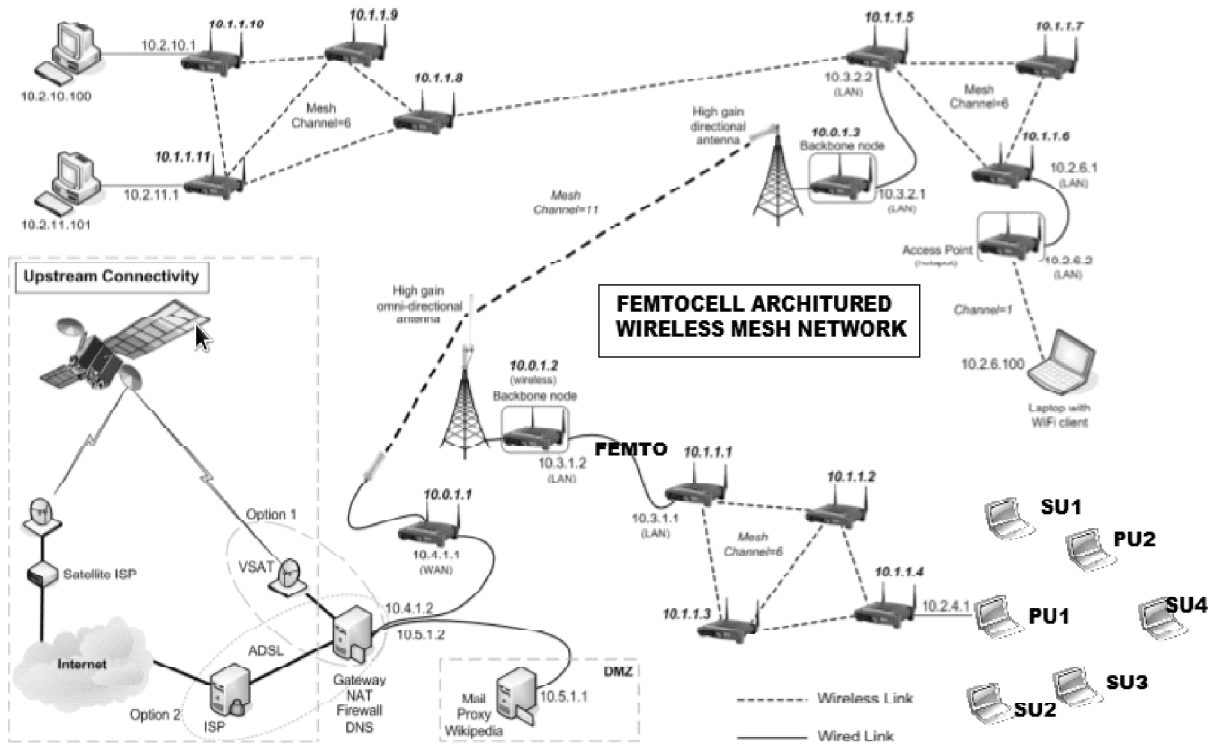 10.1.1.10
10.1.1.9
10.2.10.1
10.2.10.100
10.1.1.8
Mesh
Channel=6
10.1.1.11
10.2.11.1
10.2.11.101
10.1.1.5
10.1.1.7
10.3.2.2
(LAN)
Mesh
Channel=6
High gain
directional
antenna
10.0.1.3
Backbone node
10.3.2.1
(LAN)
10.1.1.6
10.2.6.1
(LAN)
Mesh
Channel=11
Access Point
10.2.6.2
(LAN)
Channel=1
10.2.6.100
Laptop with
WiFi client
Upstream Connectivity
High gain
omni-directional
antenna
FEMTOCELL ARCHITURED
WIRELESS MESH NETWORK
10.0.1.2
(wireless)
Backbone node
10.3.1.2
(LAN)
FEMTO
10.1.1.1
10.1.1.2
10.3.1.1
(LAN)
Mesh
Channel=6
10.1.1.3
10.1.1.4
10.2.4.1
SU1
PU2
PU1
SU4
SU3
SU2
Option 1
10.0.1.1
10.4.1.1
(WAN)
VSAT
Satellite ISP
10.4.1.2
10.5.1.2
Internet
ADSL
Gateway
NAT
Firewall
DNS
Option 2
ISP
DMZ
Mail
Proxy
Wikipedia
10.5.1.1
Wireless Link
Wired Link